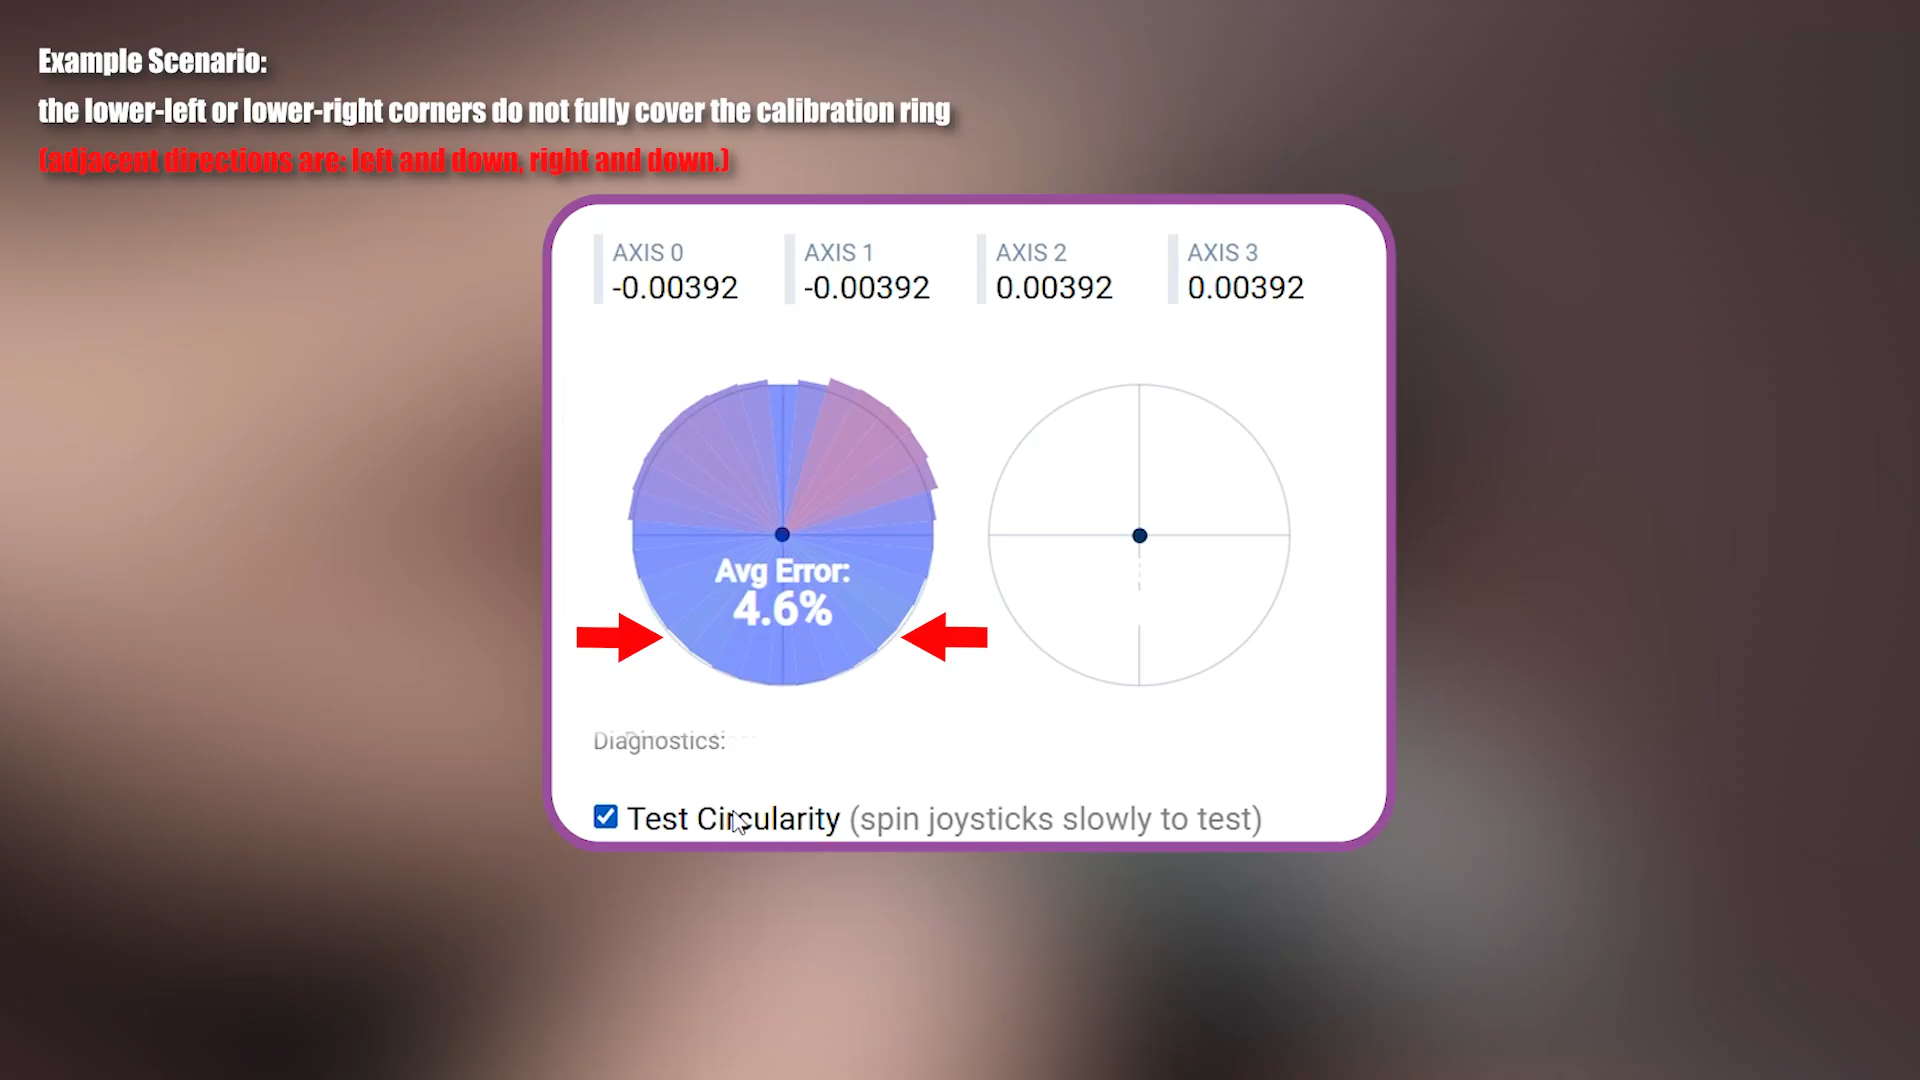 Example Scenario:
the lower-left or lower-right corners do not fully cover the calibration ring
(adjacent directions are: left and down, right and down.)
AXIS 0
-0.00392
AXIS 1
-0.00392
AXIS 2
0.00392
AXIS 3
0.00392
Avg Error:
4.6%
Diagnostics:
Test Circularity (spin joysticks slowly to test)